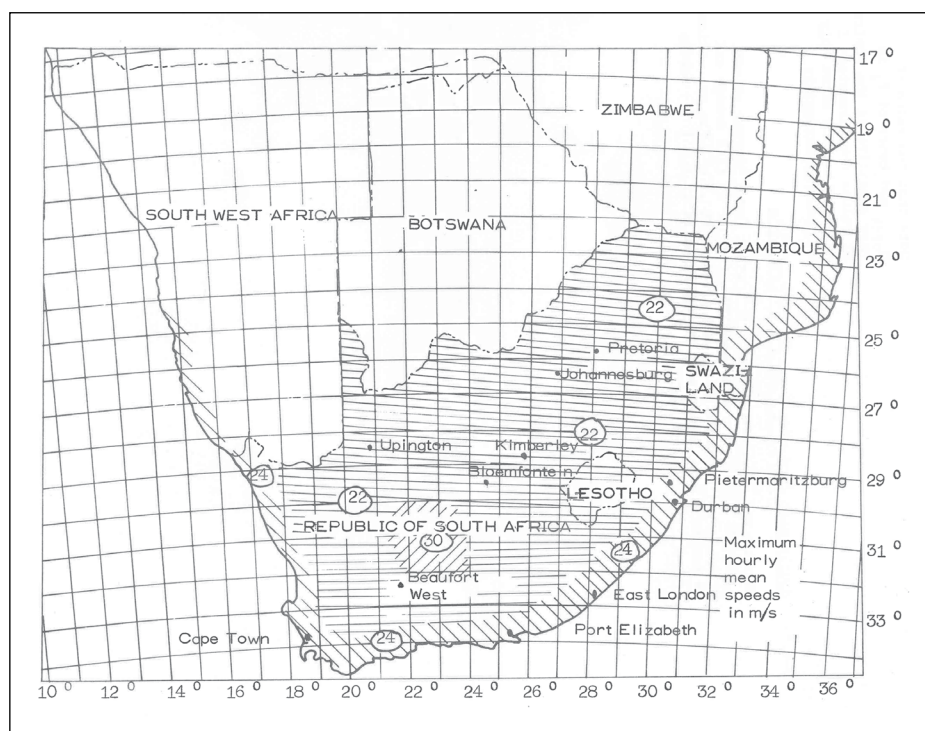 17°
ZIMBABWE
19°
SOUTH WEST AFRICA
21°
BOTSWANA
MOZAMBIQUE
23°
22
25°
Pretoria
Johannesburg
SWAZI-
LAND
27°
22
Upington
Kimberley
24
Bloemfontein
29°
Pietermaritzburg
LESOTHO
22
Durban
REPUBLIC OF SOUTH AFRICA
30
24
31°
Maximum
hourly
mean
speeds
in m/s
Beaufort
West
East London
33°
Port Elizabeth
Cape Town
24
10° 12° 14° 16° 18° 20° 22° 24° 26° 28° 30° 32° 34° 36°